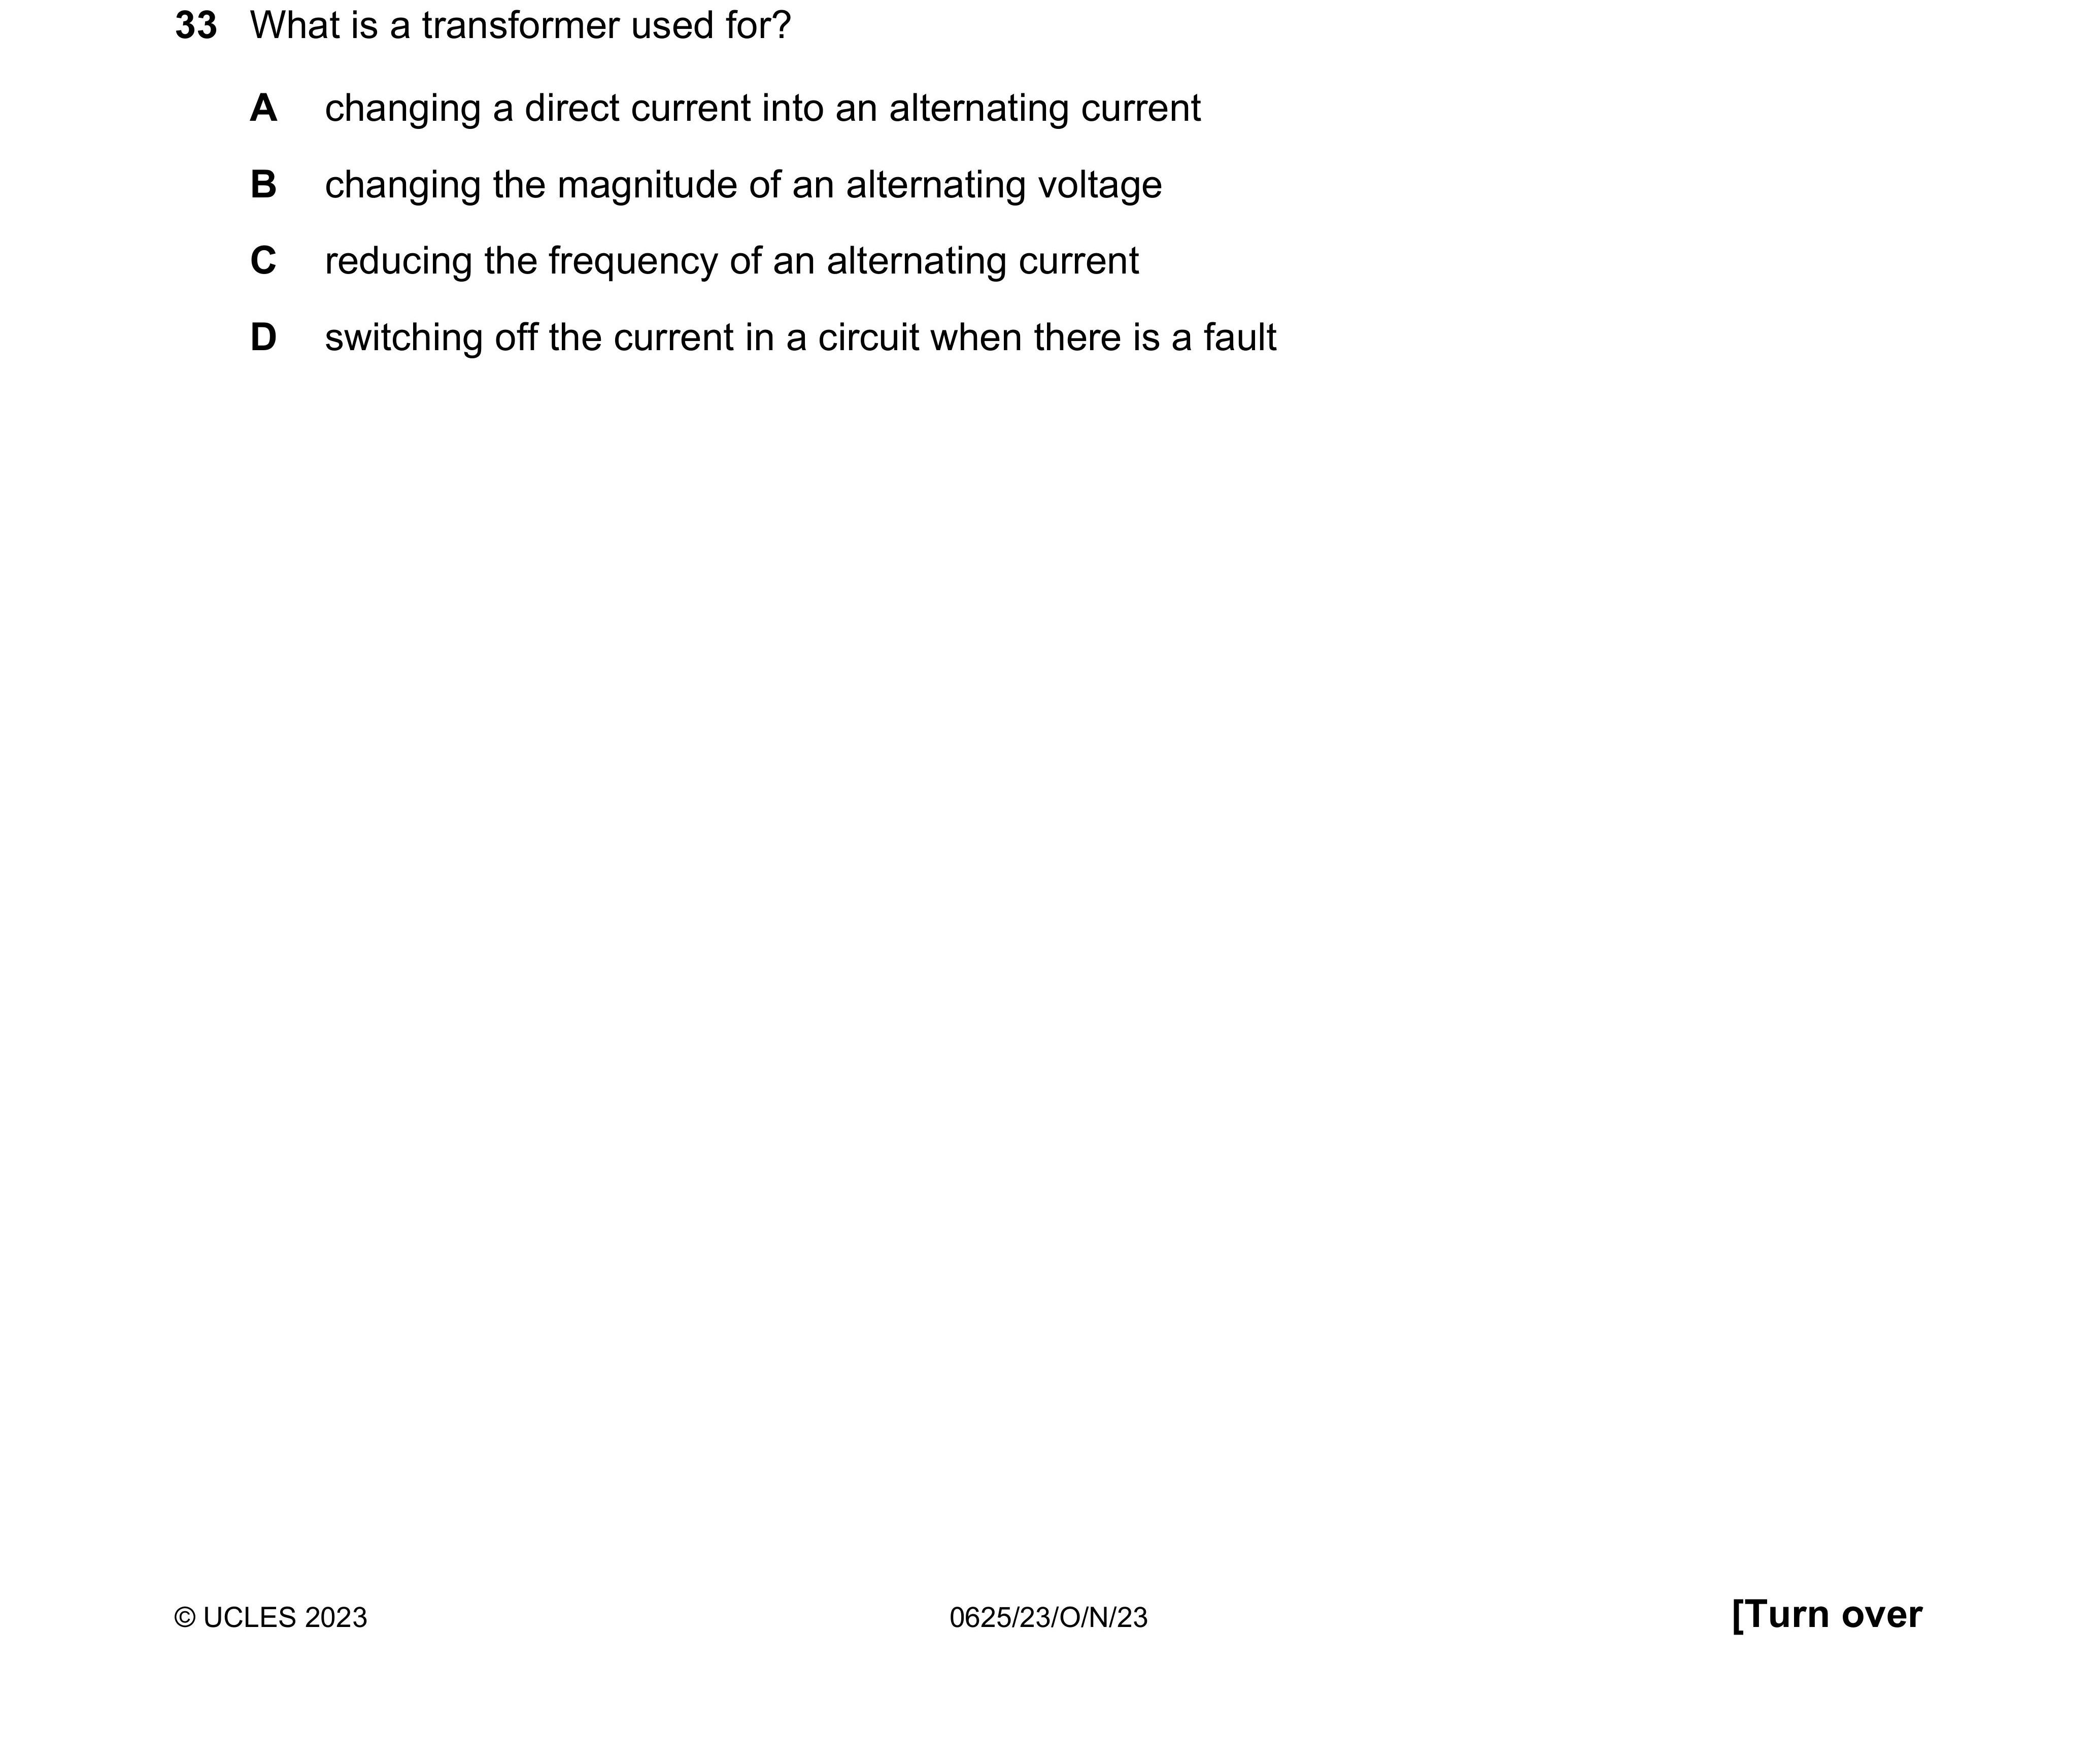 33 What is a transformer used for?
A changing a direct current into an alternating current
B changing the magnitude of an alternating voltage
C reducing the frequency of an alternating current
D switching off the current in a circuit when there is a fault
© UCLES 2023 0625/23/O/N/23 [Turn over